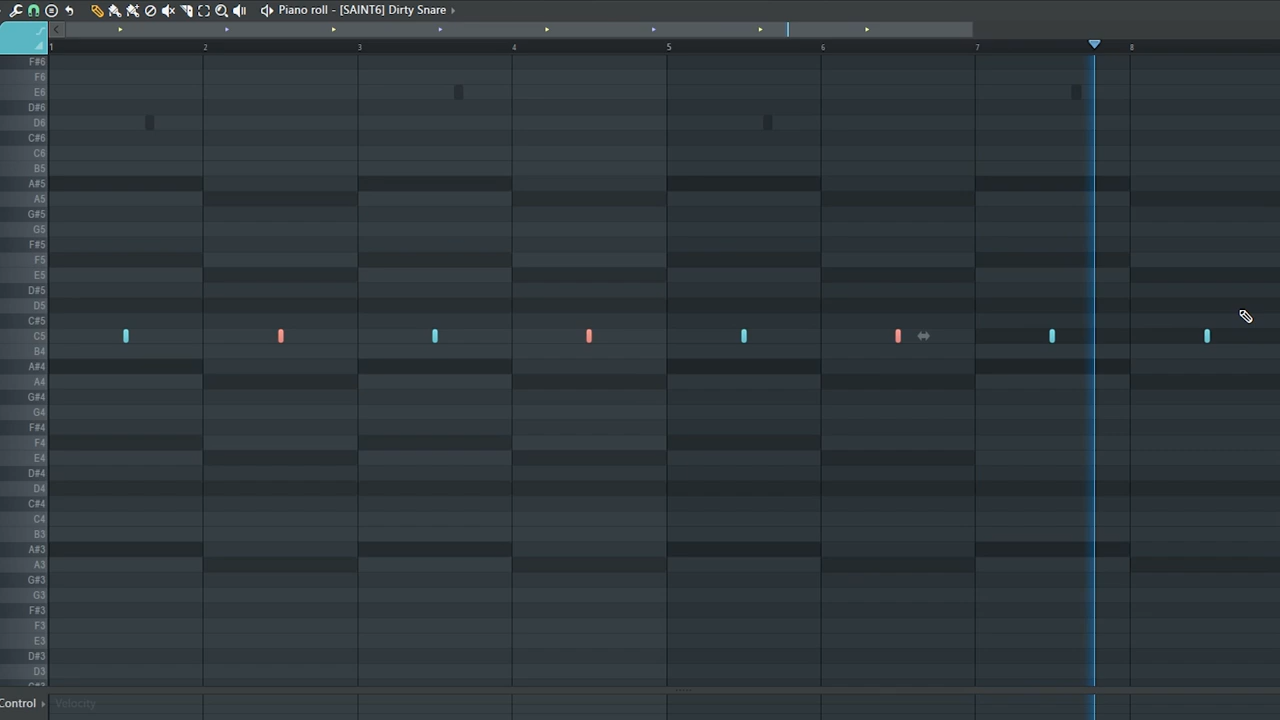 Piano roll - [SAINT6] Dirty Snare
1 2 3 4 5 6 7 8
F#6
F6
E6
D#6
D6
C#6
C6
B5
A#5
A5
G#5
G5
F#5
F5
E5
D#5
D5
C#5
C5
B4
A#4
A4
G#4
G4
F#4
F4
E4
D#4
D4
C#4
C4
B3
A#3
A3
G#3
G3
F#3
F3
E3
D#3
D3
Control Velocity